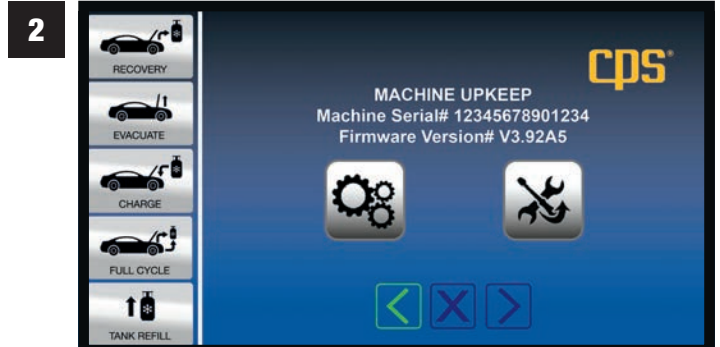 2
RECOVERY
EVACUATE
CHARGE
FULL CYCLE
TANK REFILL
cps®
MACHINE UPKEEP
Machine Serial# 12345678901234
Firmware Version# V3.92A5